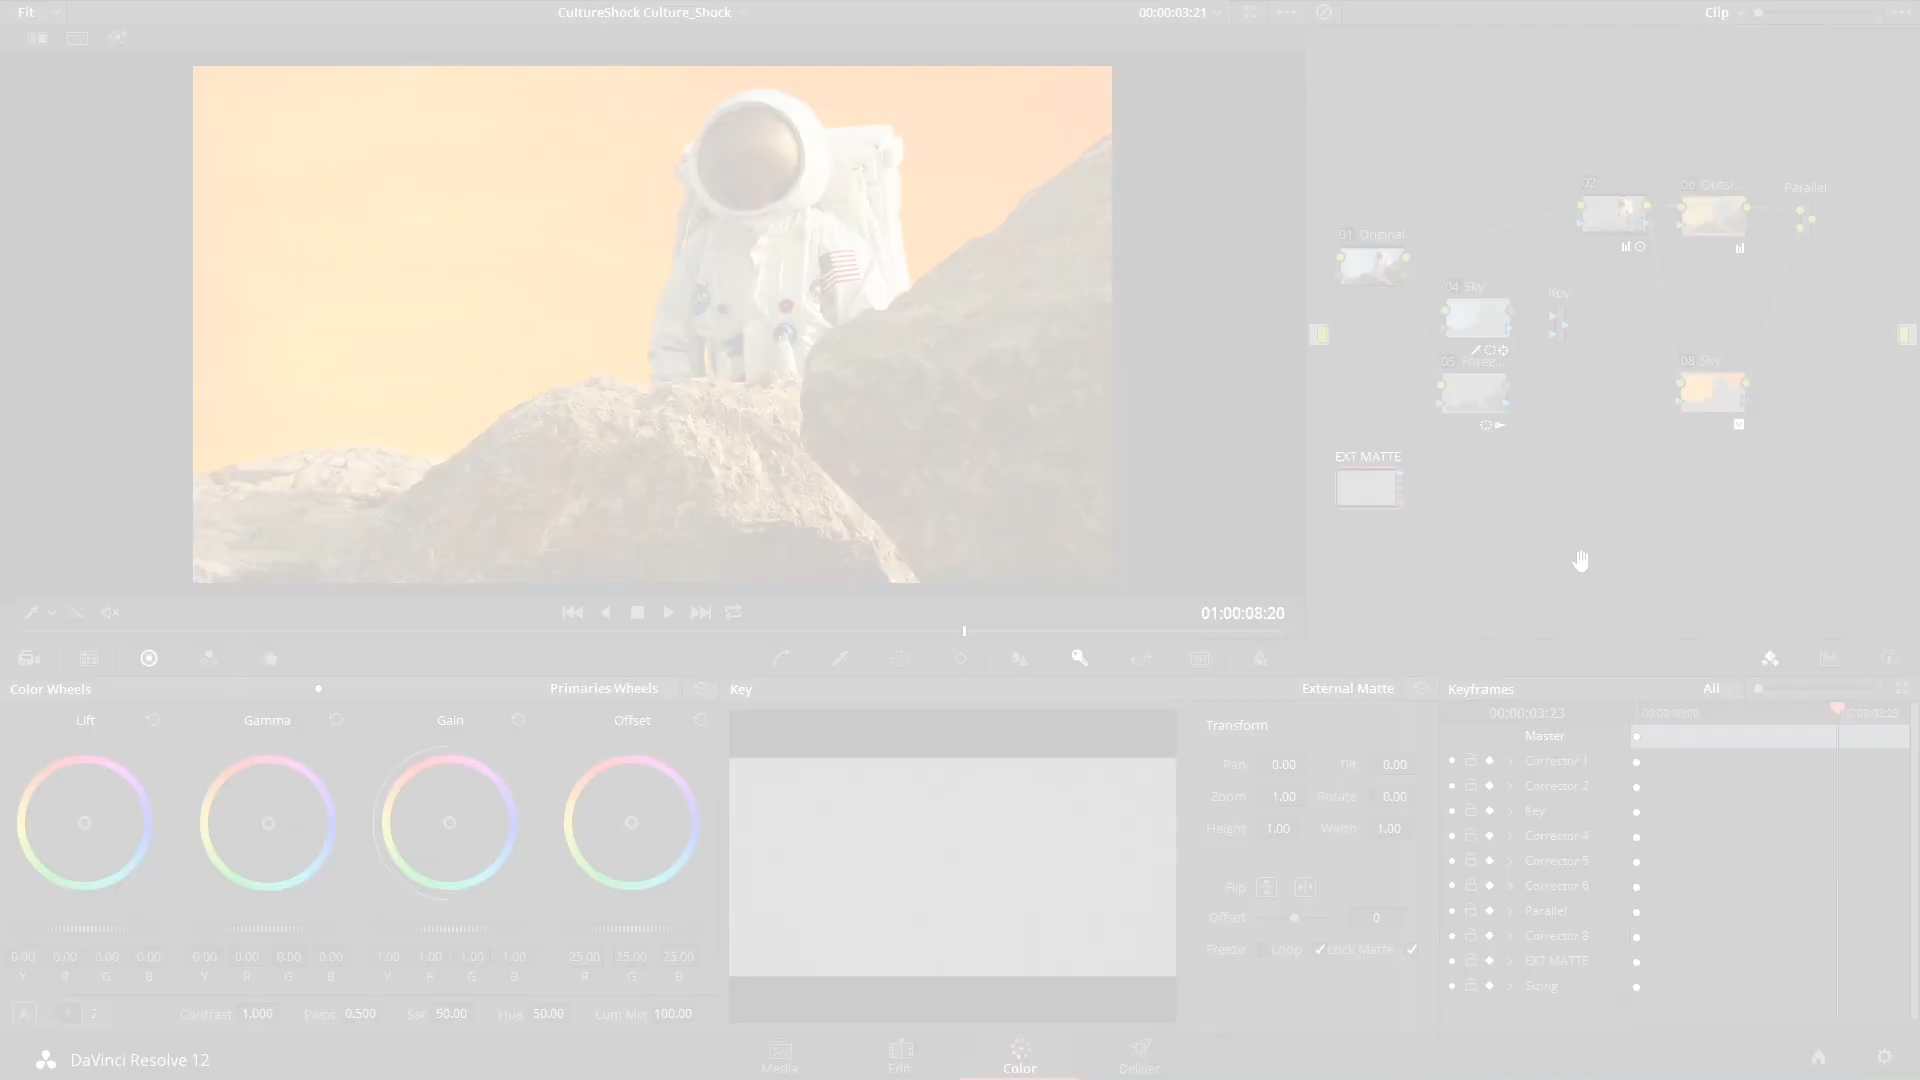 Fit
CultureShock Culture_Shock
00:00:03:21
Clip
02
06 Outsi...
Parallel
01 Original
04 Sky
Key
05 Foreg...
08 Sky
EXT MATTE
01:00:08:20
Color Wheels
Primaries Wheels
Key
External Matte
Keyframes
All
Lift
Gamma
Gain
Offset
Transform
Pan 0.00 Tilt 0.00
Zoom 1.00 Rotate 0.00
Height 1.00 Width 1.00
Flip
Offset 0
Freeze Loop Lock Matte
00:00:03:23
00:00:00:00
Master
Corrector 1
Corrector 2
Key
Corrector 4
Corrector 5
Corrector 6
Parallel
Corrector 8
EXT MATTE
Sizing
0.00 0.00 0.00 0.00
Y R G B
0.00 0.00 0.00 0.00
Y R G B
1.00 1.00 1.00 1.00
Y R G B
25.00 25.00 25.00
R G B
A 1 2 Contrast 1.000 Pivot 0.500 Sat 50.00 Hue 50.00 Lum Mix 100.00
DaVinci Resolve 12
Media
Edit
Color
Deliver